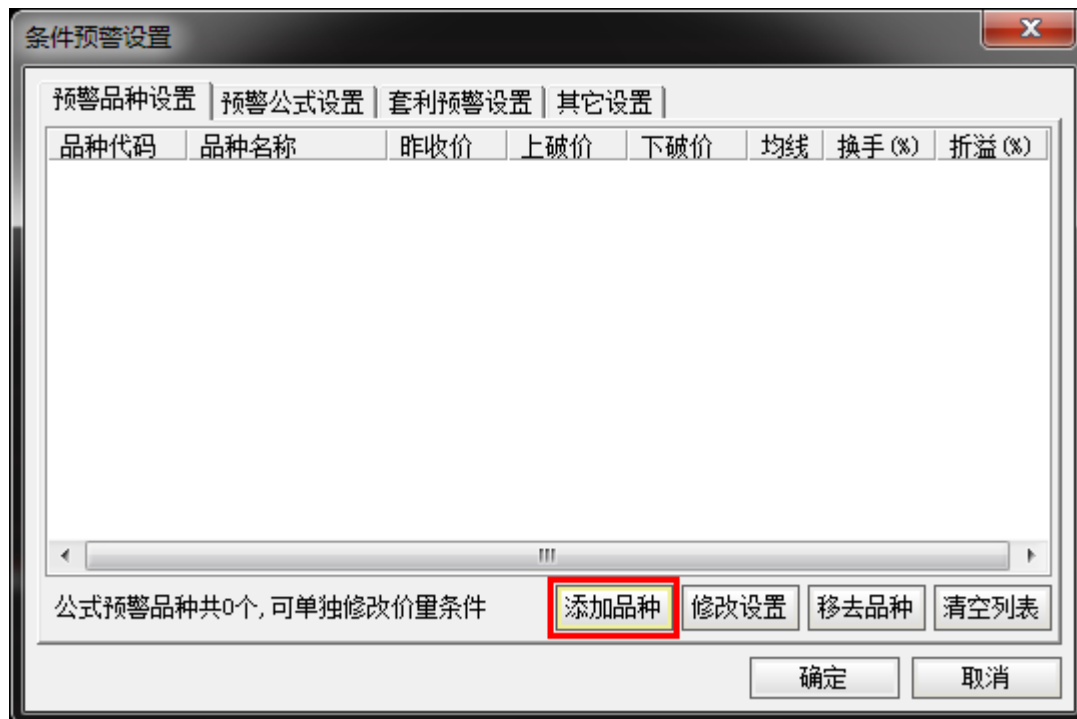 条件预警设置
预警品种设置 预警公式设置 套利预警设置 其它设置
品种代码 品种名称 昨收价 上破价 下破价 均线 换手(%) 折溢(%)
公式预警品种共0个,可单独修改价量条件 添加品种 修改设置 移去品种 清空列表
确定 取消